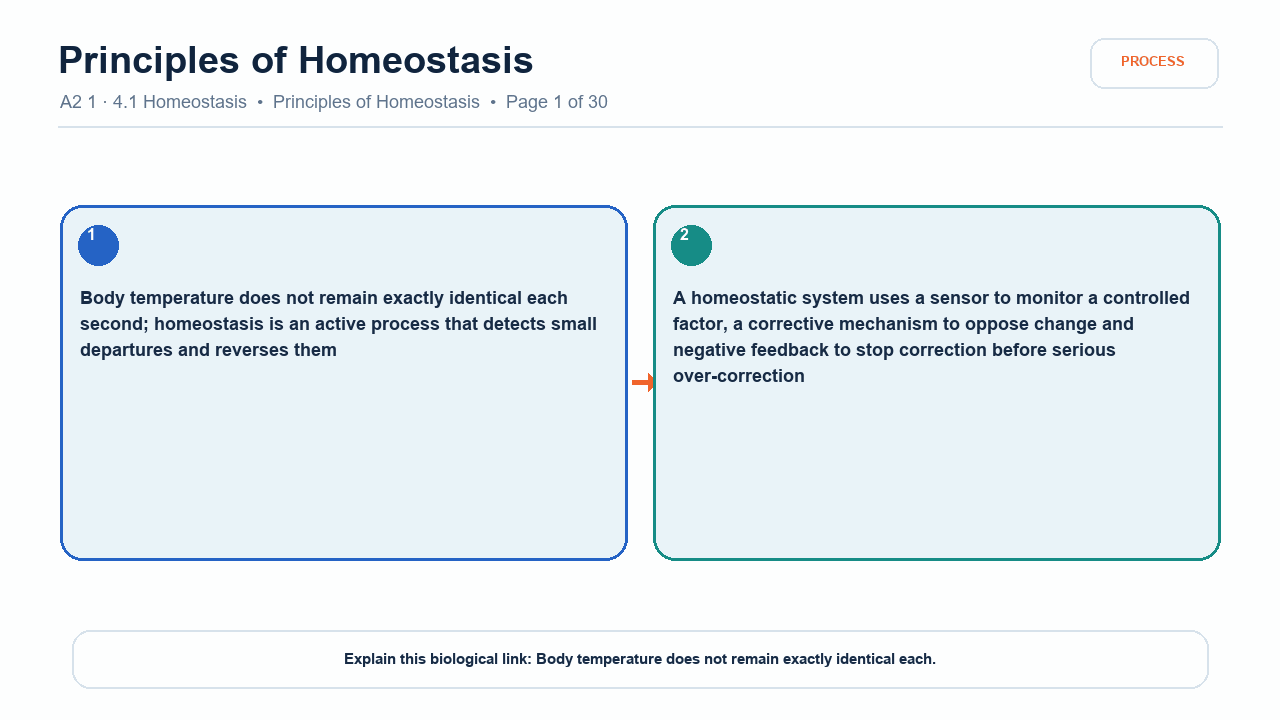 Principles of Homeostasis
PROCESS
A2 1 · 4.1 Homeostasis • Principles of Homeostasis • Page 1 of 30
1
Body temperature does not remain exactly identical each
second; homeostasis is an active process that detects small
departures and reverses them
2
A homeostatic system uses a sensor to monitor a controlled
factor, a corrective mechanism to oppose change and
negative feedback to stop correction before serious
over-correction
Explain this biological link: Body temperature does not remain exactly identical each.